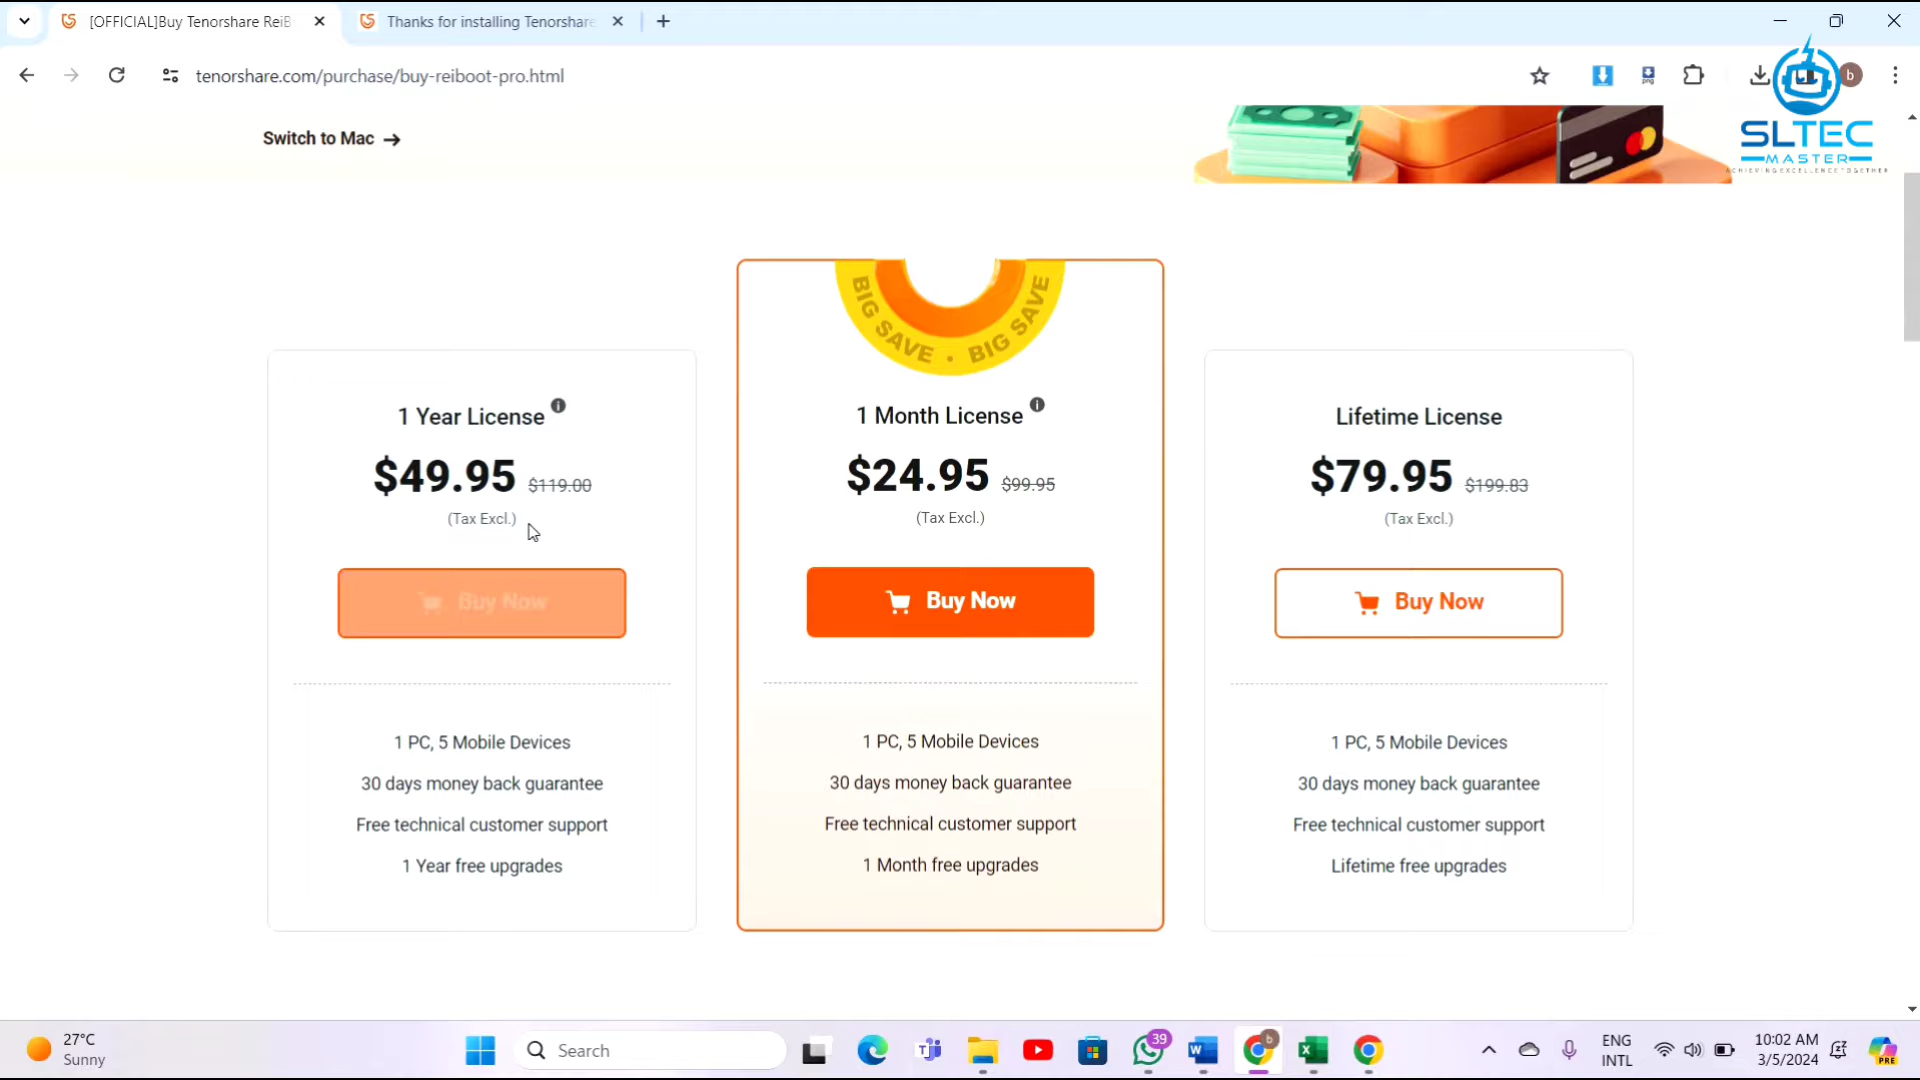 [OFFICIAL]Buy Tenorshare ReiB
Thanks for installing Tenorshare
tenorshare.com/purchase/buy-reiboot-pro.html
b
Switch to Mac →
SLTEC
MASTER
ACHIEVING EXCELLENCE TOGETHER
BIG SAVE • BIG SAVE
1 Year License
$49.95 $119.00
(Tax Excl.)
Buy Now
1 PC, 5 Mobile Devices
30 days money back guarantee
Free technical customer support
1 Year free upgrades
1 Month License
$24.95 $99.95
(Tax Excl.)
Buy Now
1 PC, 5 Mobile Devices
30 days money back guarantee
Free technical customer support
1 Month free upgrades
Lifetime License
$79.95 $199.83
(Tax Excl.)
Buy Now
1 PC, 5 Mobile Devices
30 days money back guarantee
Free technical customer support
Lifetime free upgrades
27°C
Sunny
Search
39
ENG
INTL
10:02 AM
3/5/2024
PRE